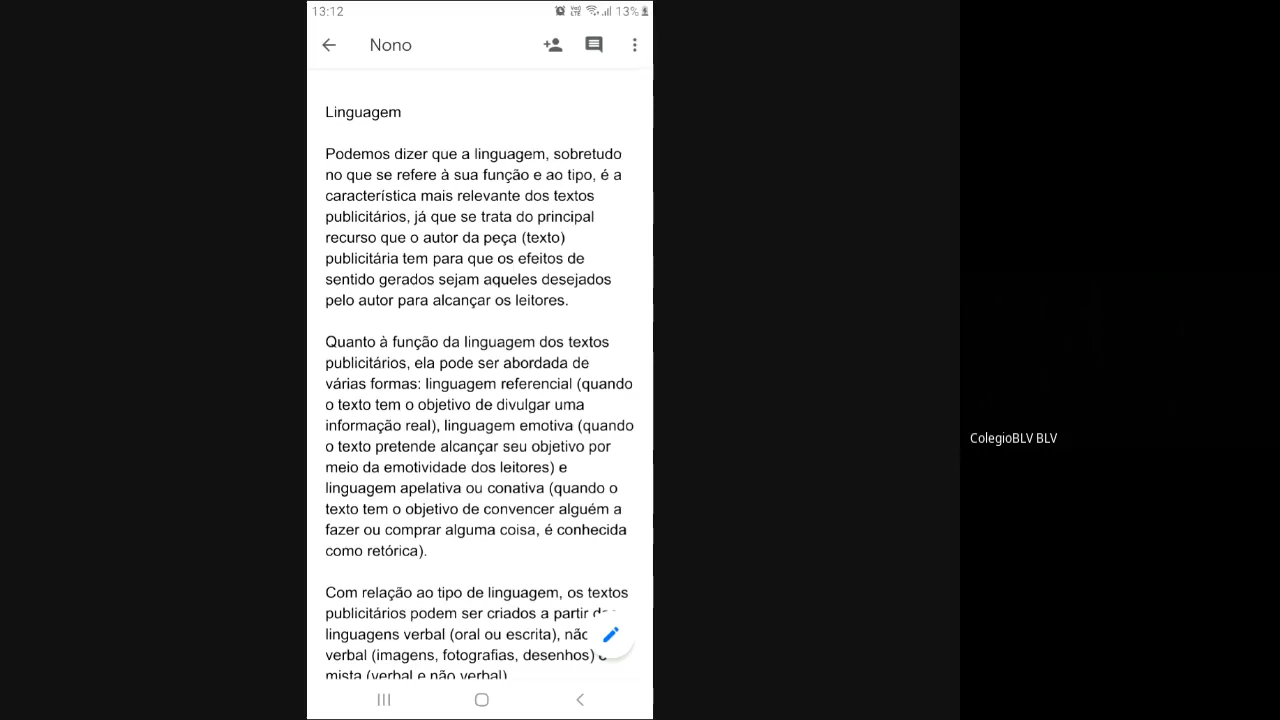 13:12
13%
Nono
Linguagem
Podemos dizer que a linguagem, sobretudo
no que se refere à sua função e ao tipo, é a
característica mais relevante dos textos
publicitários, já que se trata do principal
recurso que o autor da peça (texto)
publicitária tem para que os efeitos de
sentido gerados sejam aqueles desejados
pelo autor para alcançar os leitores.
Quanto à função da linguagem dos textos
publicitários, ela pode ser abordada de
várias formas: linguagem referencial (quando
o texto tem o objetivo de divulgar uma
informação real), linguagem emotiva (quando
o texto pretende alcançar seu objetivo por
meio da emotividade dos leitores) e
linguagem apelativa ou conativa (quando o
texto tem o objetivo de convencer alguém a
fazer ou comprar alguma coisa, é conhecida
como retórica).
Com relação ao tipo de linguagem, os textos
publicitários podem ser criados a partir
linguagens verbal (oral ou escrita),
verbal (imagens, fotografias, desenhos)
mista (verbal e não verbal)
ColegioBLV BLV